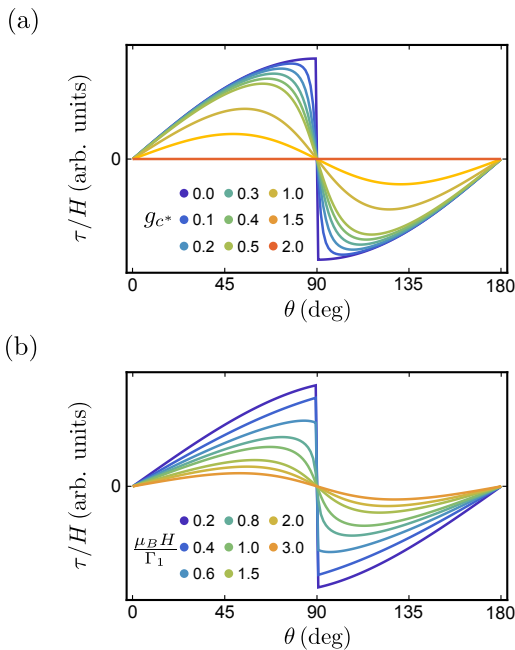 (a)
τ/H (arb. units)
0
g_{c*}
0.0 0.3 1.0
0.1 0.4 1.5
0.2 0.5 2.0
0 45 90 135 180
θ (deg)
(b)
τ/H (arb. units)
0
μ_B H / Γ_1
0.2 0.8 2.0
0.4 1.0 3.0
0.6 1.5
0 45 90 135 180
θ (deg)